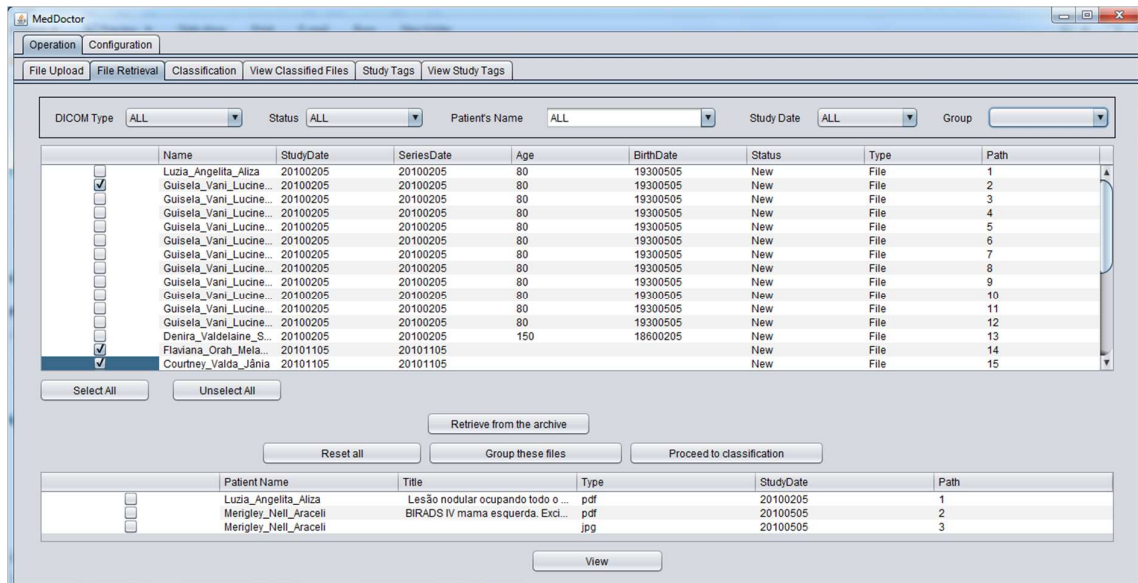 MedDoctor
Operation Configuration
File Upload File Retrieval Classification View Classified Files Study Tags View Study Tags
DICOM Type ALL Status ALL Patient's Name ALL Study Date ALL Group
Name StudyDate SeriesDate Age BirthDate Status Type Path
Luzia_Angelita_Aliza 20100205 20100205 80 19300505 New File 1
Guisela_Vani_Lucine... 20100205 20100205 80 19300505 New File 2
Guisela_Vani_Lucine... 20100205 20100205 80 19300505 New File 3
Guisela_Vani_Lucine... 20100205 20100205 80 19300505 New File 4
Guisela_Vani_Lucine... 20100205 20100205 80 19300505 New File 5
Guisela_Vani_Lucine... 20100205 20100205 80 19300505 New File 6
Guisela_Vani_Lucine... 20100205 20100205 80 19300505 New File 7
Guisela_Vani_Lucine... 20100205 20100205 80 19300505 New File 8
Guisela_Vani_Lucine... 20100205 20100205 80 19300505 New File 9
Guisela_Vani_Lucine... 20100205 20100205 80 19300505 New File 10
Guisela_Vani_Lucine... 20100205 20100205 80 19300505 New File 11
Guisela_Vani_Lucine... 20100205 20100205 80 19300505 New File 12
Denira_Valdelaine_S... 20100205 20100205 150 18600205 New File 13
Flaviana_Orah_Mela... 20101105 20101105 New File 14
Courtney_Valda_Jânia 20101105 20101105 New File 15
Select All Unselect All
Retrieve from the archive
Reset all Group these files Proceed to classification
Patient Name Title Type StudyDate Path
Luzia_Angelita_Aliza Lesão nodular ocupando todo o ... pdf 20100205 1
Merigley_Nell_Araceli BIRADS IV mama esquerda. Exci... pdf 20100505 2
Merigley_Nell_Araceli jpg 20100505 3
View